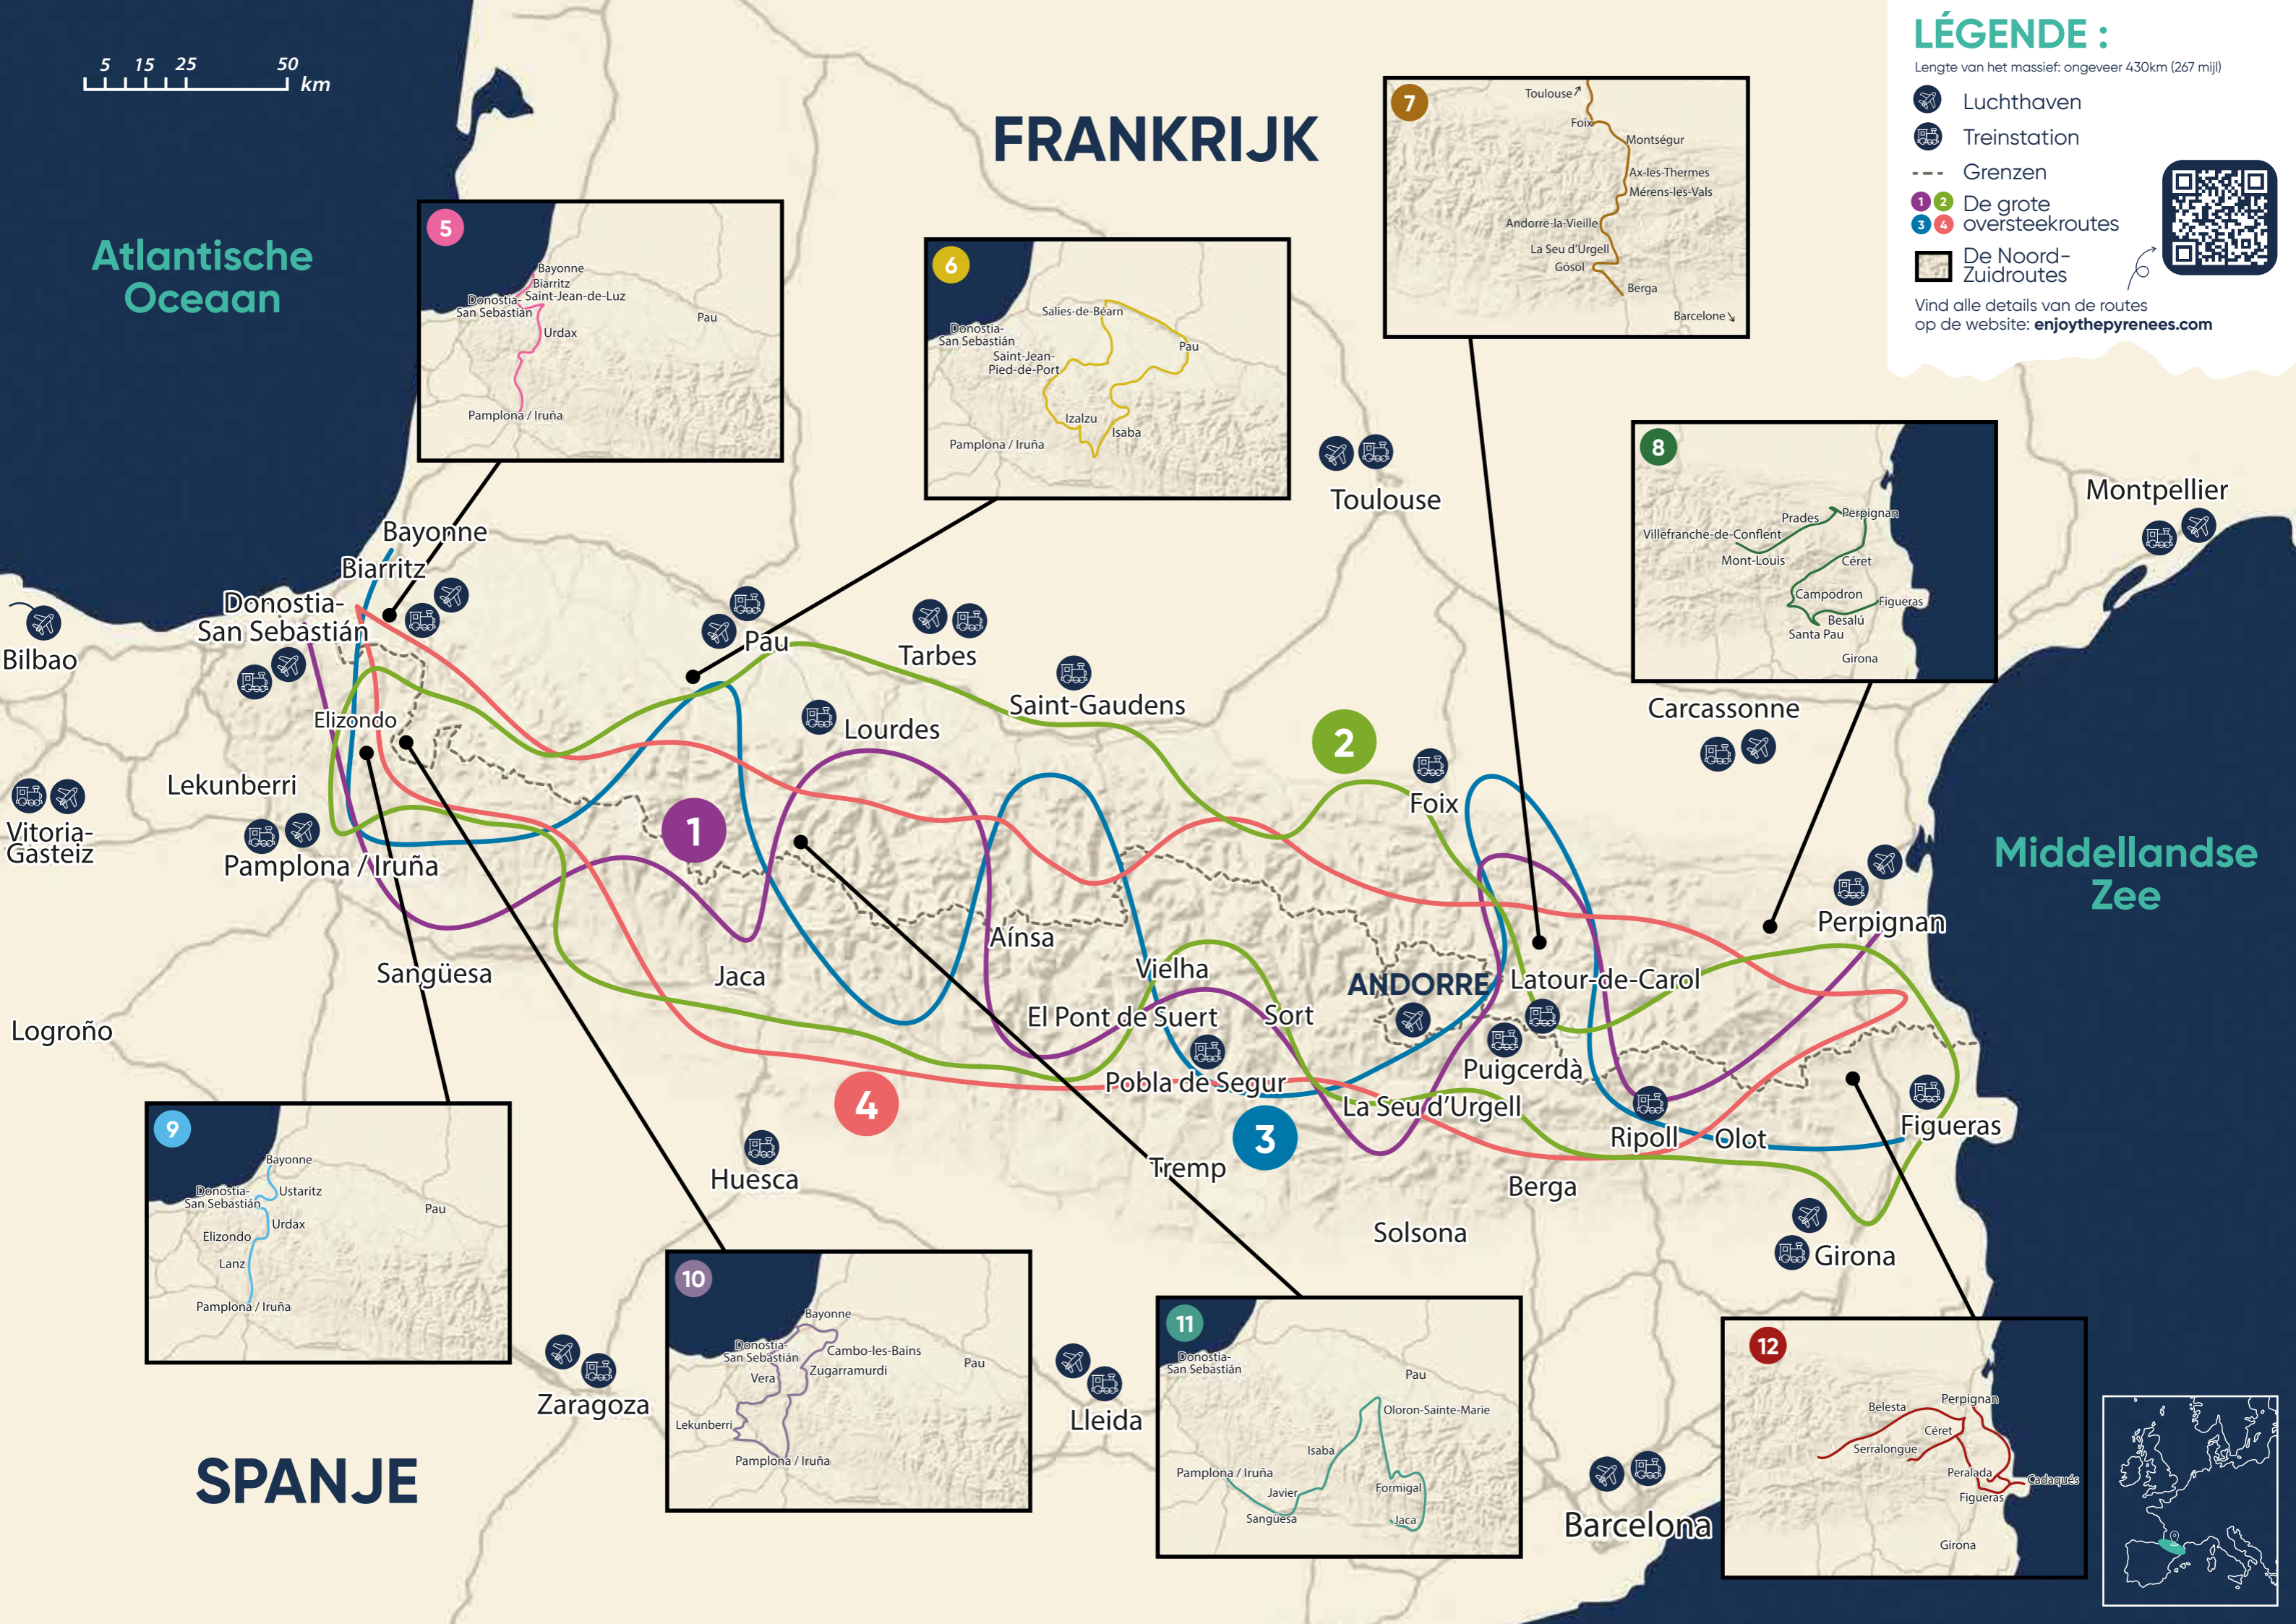 5 15 25 50
km
Atlantische
Oceaan
FRANKRIJK
LÉGENDE :
Lengte van het massief: ongeveer 430km (267 mijl)
Luchthaven
Treinstation
Grenzen
1 2
3 4
De grote
oversteekroutes
De Noord-
Zuidroutes
Vind alle details van de routes
op de website: enjoythepyrenees.com
5
Bayonne
Biarritz
Saint-Jean-de-Luz
Donostia-
San Sebastián
Urdax
Pau
Pamplona / Iruña
6
Salies-de-Béarn
Donostia-
San Sebastián
Saint-Jean-
Pied-de-Port
Pau
Izalzu
Isaba
Pamplona / Iruña
7
Toulouse
Foix
Montségur
Ax-les-Thermes
Mérens-les-Vals
Andorre-la-Vieille
La Seu d'Urgell
Gósol
Berga
Barcelone
8
Prades
Perpignan
Villefranche-de-Conflent
Mont-Louis
Céret
Campodron
Figueras
Besalú
Santa Pau
Girona
Toulouse
Montpellier
Bayonne
Biarritz
Donostia-
San Sebastián
Bilbao
Pau
Tarbes
Saint-Gaudens
Lourdes
Carcassonne
Elizondo
2
Foix
Lekunberri
Vitoria-
Gasteiz
Pamplona / Iruña
1
Middellandse
Zee
Perpignan
Sangüesa
Jaca
Aínsa
Vielha
ANDORRE
Latour-de-Carol
El Pont de Suert
Sort
Logroño
Puigcerdà
Pobla de Segur
4
La Seu d'Urgell
3
Ripoll
Olot
Figueras
Huesca
Tremp
Berga
Solsona
Girona
9
Bayonne
Donostia-
San Sebastián
Ustaritz
Pau
Urdax
Elizondo
Lanz
Pamplona / Iruña
10
Bayonne
Donostia-
San Sebastián
Cambo-les-Bains
Pau
Zugarramurdi
Vera
Lekunberri
Pamplona / Iruña
11
Donostia-
San Sebastián
Pau
Oloron-Sainte-Marie
Isaba
Pamplona / Iruña
Javier
Formigal
Sangüesa
Jaca
12
Perpignan
Belesta
Céret
Serralongue
Peralada
Cadaqués
Figueras
Girona
Zaragoza
Lleida
Barcelona
SPANJE